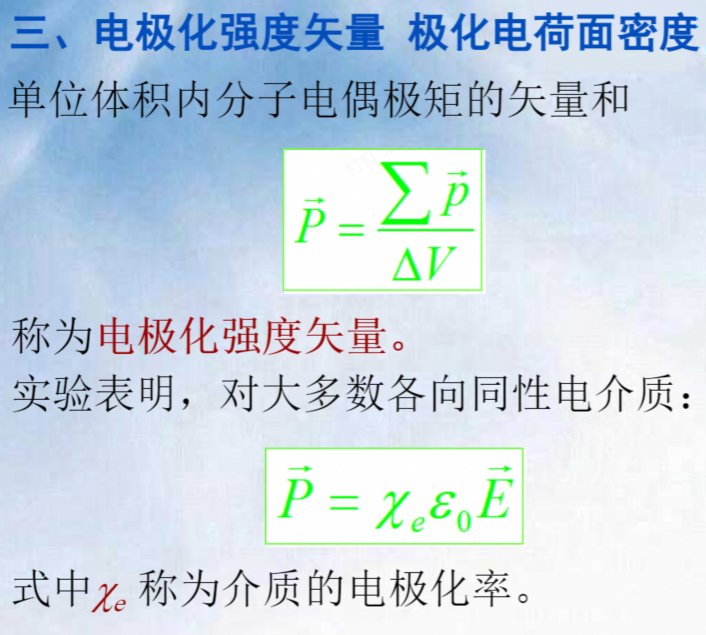 三、电极化强度矢量 极化电荷面密度
单位体积内分子电偶极矩的矢量和
$\vec{P} = \frac{\sum \vec{p}}{\Delta V}$
称为电极化强度矢量。
实验表明，对大多数各向同性电介质：
$\vec{P} = \chi_e \varepsilon_0 \vec{E}$
式中$\chi_e$ 称为介质的电极化率。